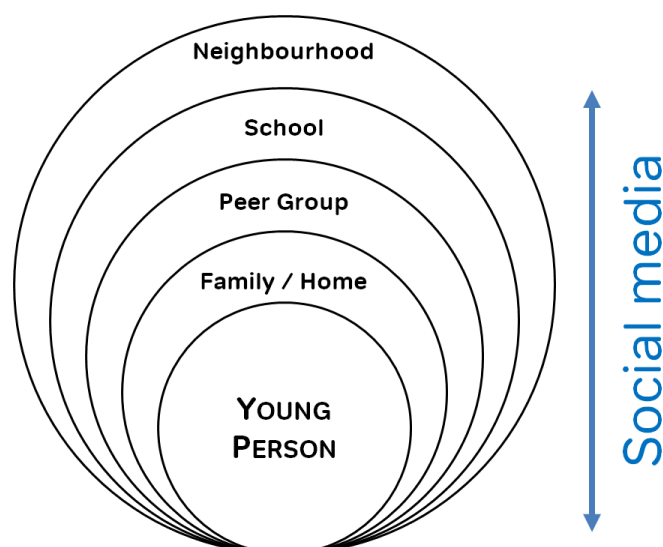 Neighbourhood
School
Peer Group
Family / Home
YOUNG
PERSON
Social media